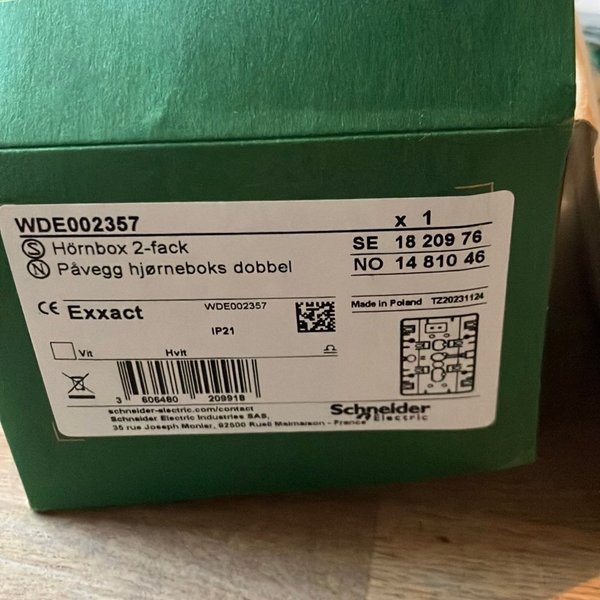 WDE002357
x 1
S Hörnbox 2-fack
SE 18 209 76
N Påvegg hjørneboks dobbel
NO 14 810 46
CE Exxact
WDE002357
Made in Poland TZ20231124
IP21
Vit Hvit
3 606480 209918
schneider-electric.com/contact
Schneider Electric Industries SAS,
35 rue Joseph Monier, 92500 Rueil Malmaison - France
Schneider
Electric